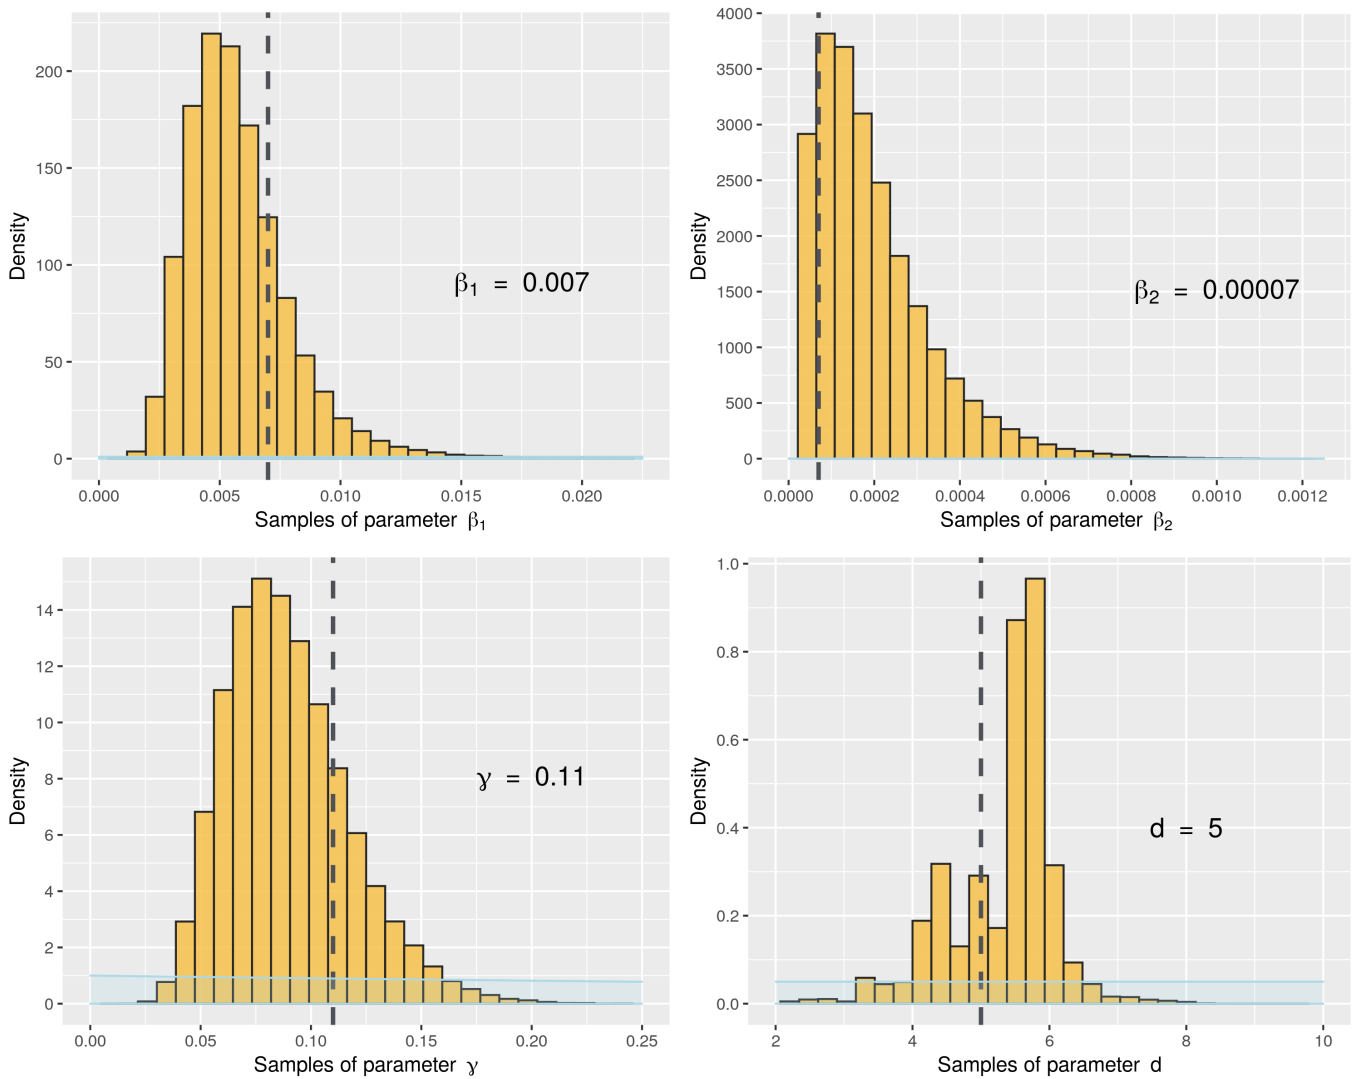 200
150
100
50
0
0.000 0.005 0.010 0.015 0.020
Density
Samples of parameter β1
β1 = 0.007
4000
3500
3000
2500
2000
1500
1000
500
0
0.0000 0.0002 0.0004 0.0006 0.0008 0.0010 0.0012
Density
Samples of parameter β2
β2 = 0.00007
14
12
10
8
6
4
2
0
0.00 0.05 0.10 0.15 0.20 0.25
Density
Samples of parameter γ
γ = 0.11
1.0
0.8
0.6
0.4
0.2
0.0
2 4 6 8 10
Density
Samples of parameter d
d = 5